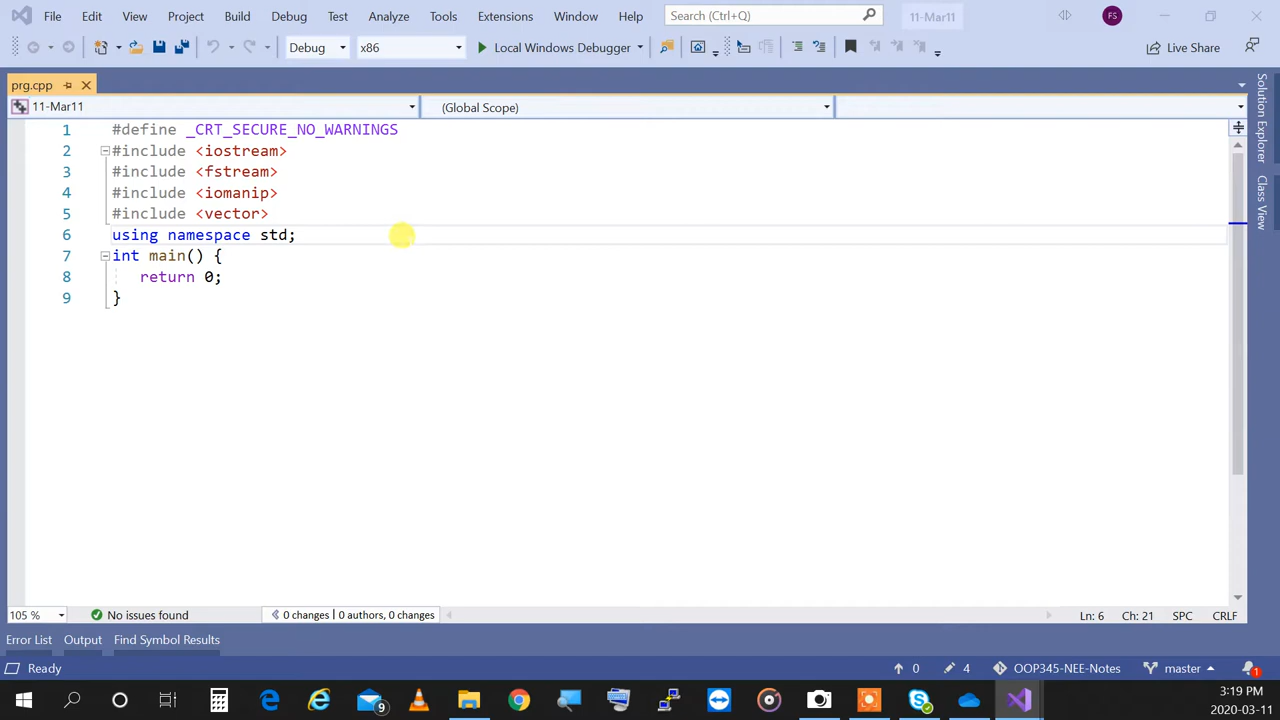 File Edit View Project Build Debug Test Analyze Tools Extensions Window Help Search (Ctrl+Q) 11-Mar11 FS
Debug x86 Local Windows Debugger Live Share
prg.cpp
11-Mar11 (Global Scope)
1 #define _CRT_SECURE_NO_WARNINGS
2 #include <iostream>
3 #include <fstream>
4 #include <iomanip>
5 #include <vector>
6 using namespace std;
7 int main() {
8 return 0;
9 }
Solution Explorer
Class View
105 % No issues found 0 changes | 0 authors, 0 changes Ln: 6 Ch: 21 SPC CRLF
Error List Output Find Symbol Results
Ready 0 4 OOP345-NEE-Notes master 1
9
3:19 PM
2020-03-11